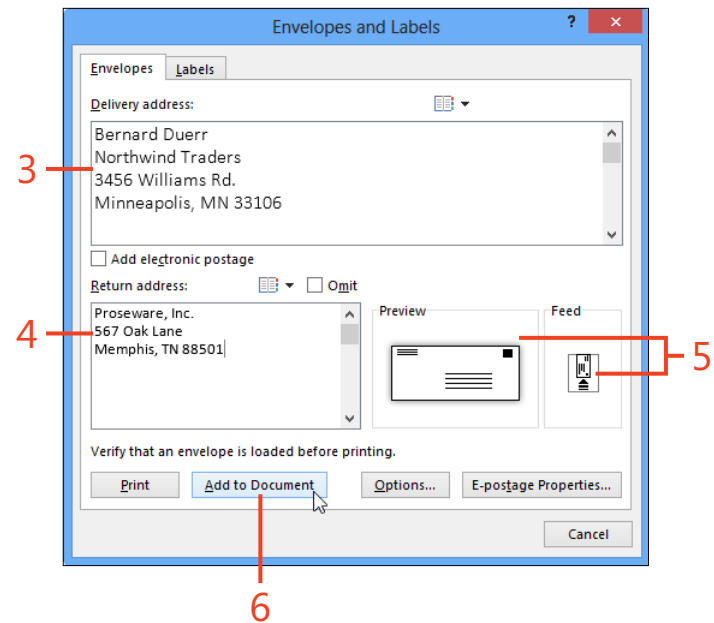 Envelopes and Labels
?
×
Envelopes
Labels
Delivery address:
Bernard Duerr
Northwind Traders
3456 Williams Rd.
Minneapolis, MN 33106
3
Add electronic postage
Return address:
Omit
Proseware, Inc.
567 Oak Lane
Memphis, TN 88501
4
Preview
Feed
5
Verify that an envelope is loaded before printing.
Print
Add to Document
Options...
E-postage Properties...
Cancel
6